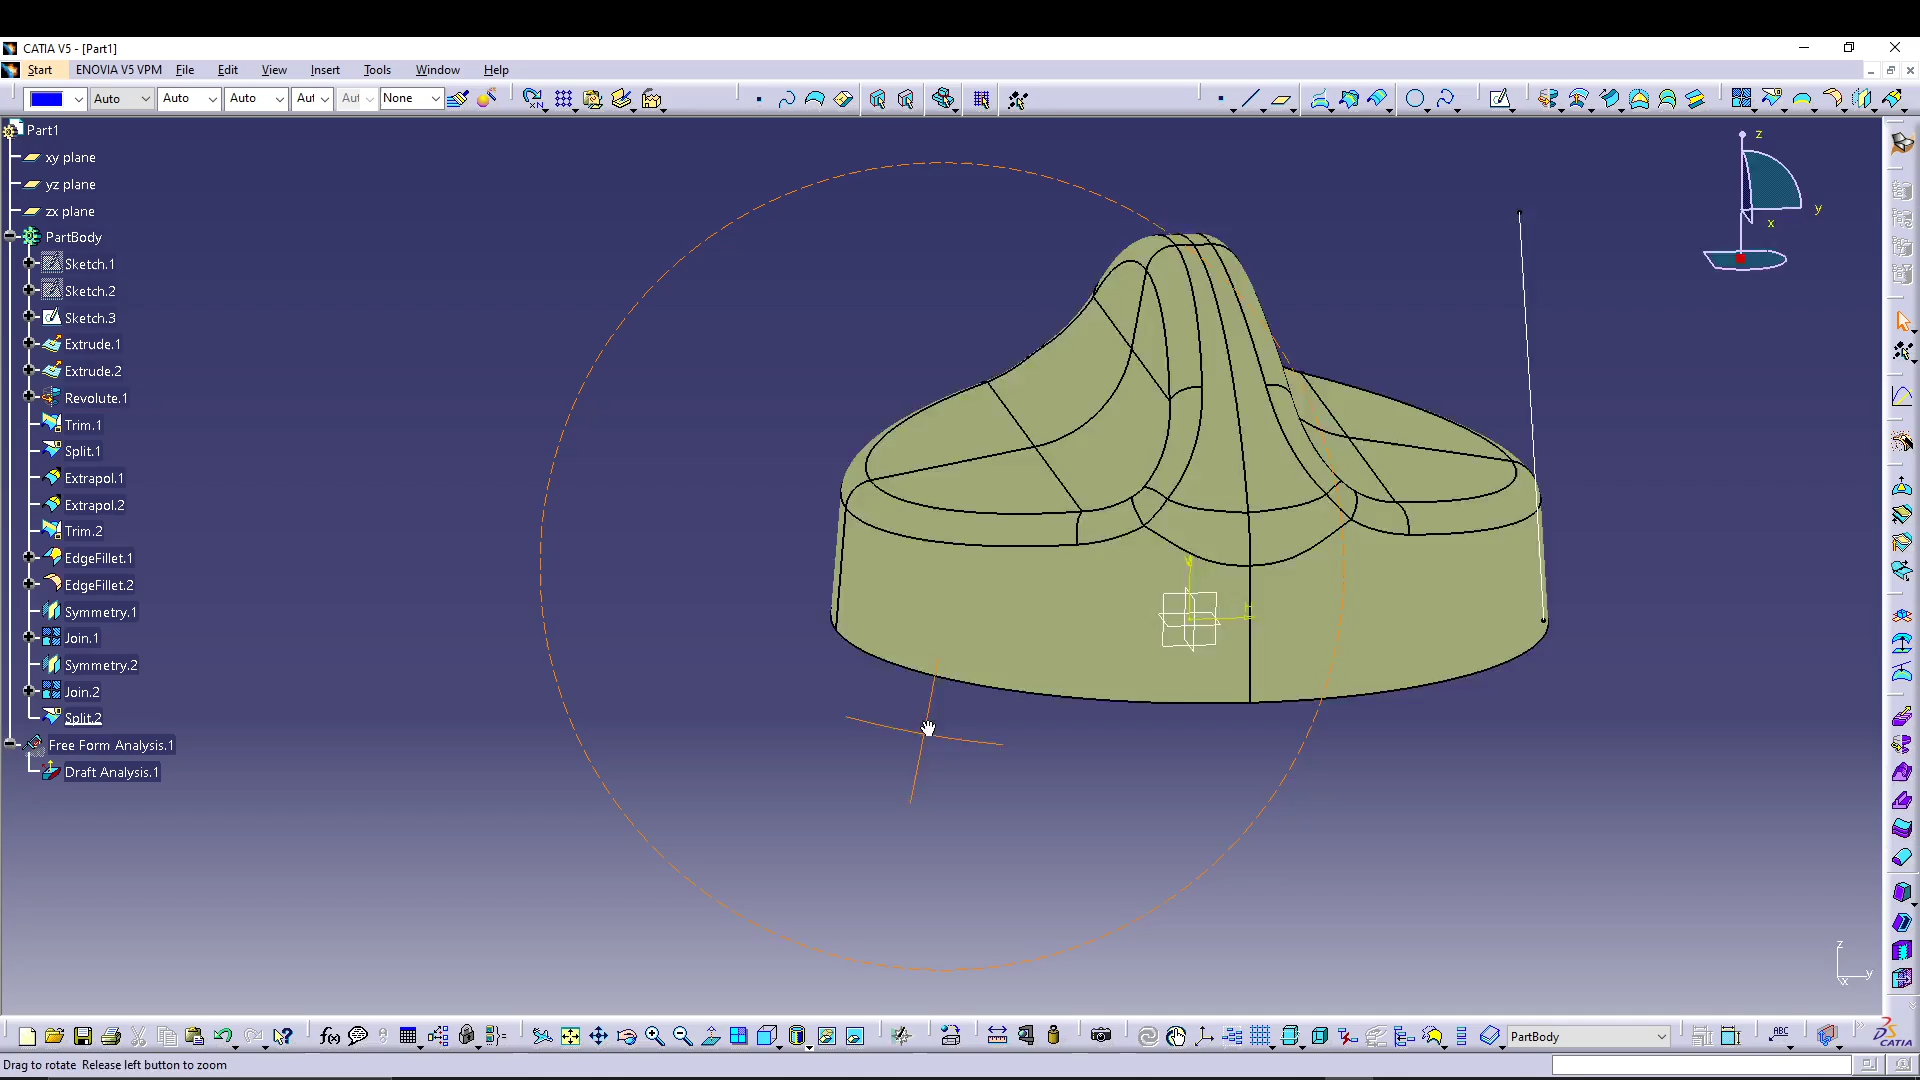 CATIA V5 - [Part1]
Start ENOVIA V5 VPM File Edit View Insert Tools Window Help
Auto Auto Auto Aut Aut None
Part1
xy plane
yz plane
zx plane
PartBody
Sketch.1
Sketch.2
Sketch.3
Extrude.1
Extrude.2
Revolute.1
Trim.1
Split.1
Extrapol.1
Extrapol.2
Trim.2
EdgeFillet.1
EdgeFillet.2
Symmetry.1
Join.1
Symmetry.2
Join.2
Split.2
Free Form Analysis.1
Draft Analysis.1
z
y
x
V
H
z
y
x
PartBody
ABC
CATIA
Drag to rotate Release left button to zoom